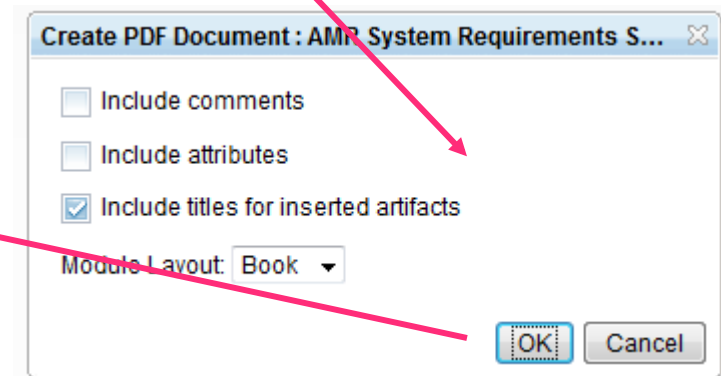 Create PDF Document : AMR System Requirements S...
Include comments
Include attributes
Include titles for inserted artifacts
Module Layout: Book
OK Cancel